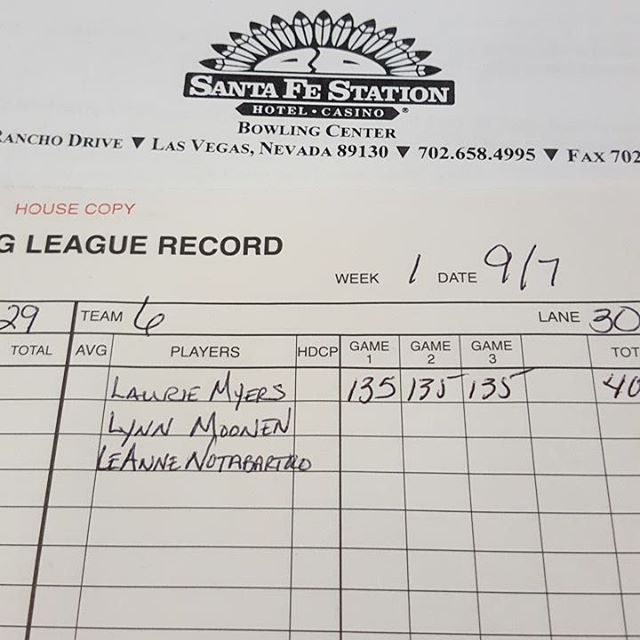 SANTA FE STATION
HOTEL • CASINO ®
BOWLING CENTER
RANCHO DRIVE ▼ LAS VEGAS, NEVADA 89130 ▼ 702.658.4995 ▼ FAX 702
HOUSE COPY
G LEAGUE RECORD
WEEK 1 DATE 9/7
29 TEAM 6 LANE 30
TOTAL AVG PLAYERS HDCP GAME 1 GAME 2 GAME 3 TOT
LAURIE MYERS 135 135 135 40
LYNN MOONEN
LEANNE NOTABARTOLO